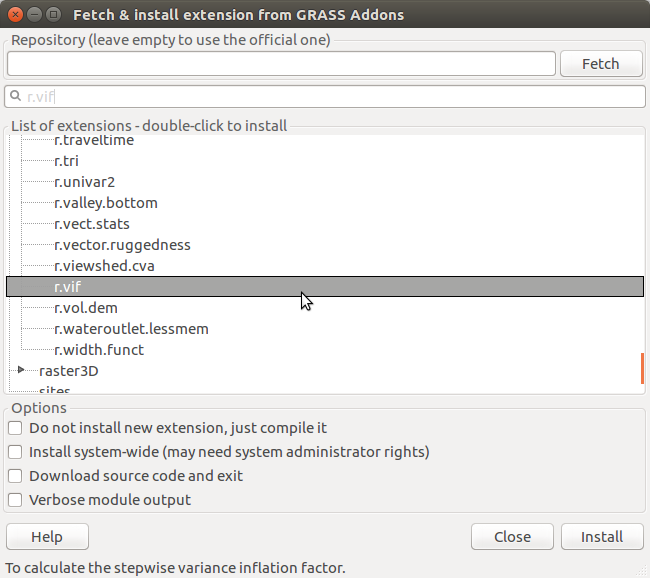 Fetch & install extension from GRASS Addons
Repository (leave empty to use the official one)
Fetch
r.vif
List of extensions - double-click to install
r.traveltime
r.tri
r.univar2
r.valley.bottom
r.vect.stats
r.vector.ruggedness
r.viewshed.cva
r.vif
r.vol.dem
r.wateroutlet.lessmem
r.width.funct
raster3D
sites
Options
Do not install new extension, just compile it
Install system-wide (may need system administrator rights)
Download source code and exit
Verbose module output
Help Close Install
To calculate the stepwise variance inflation factor.